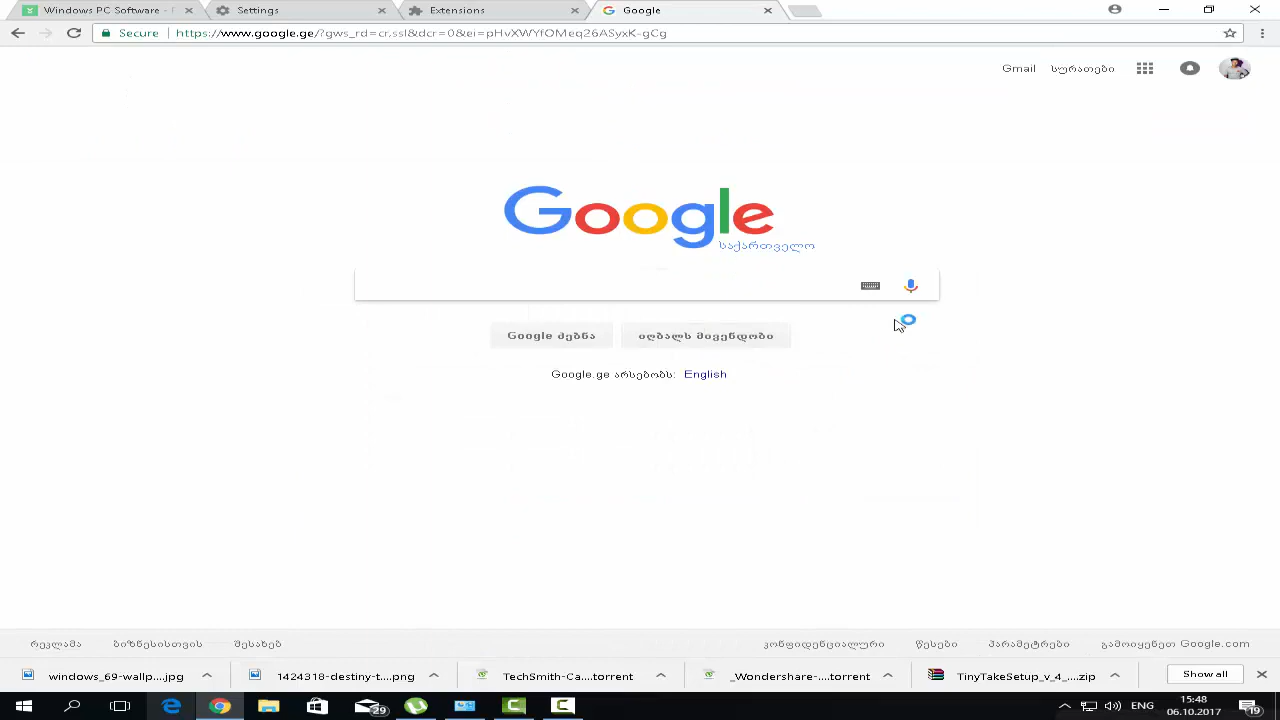 Windows PC Software -
Settings
Extensions
Google
Secure
https://www.google.ge/?gws_rd=cr,ssl&dcr=0&ei=pHvXWYfOMeq26ASyxK-gCg
Gmail სურათები
Google
საქართველო
Google ძებნა
იღბალს მივენდობი
Google.ge არსებობს: English
რეკლამა ბიზნესისთვის შესახებ
კონფიდენციალური წესები პარამეტრები გამოიყენეთ Google.com
windows_69-wallp....jpg
1424318-destiny-t....png
TechSmith-Ca....torrent
_Wondershare-....torrent
TinyTakeSetup_v_4_....zip
Show all
29
ENG
15:48
06.10.2017
19